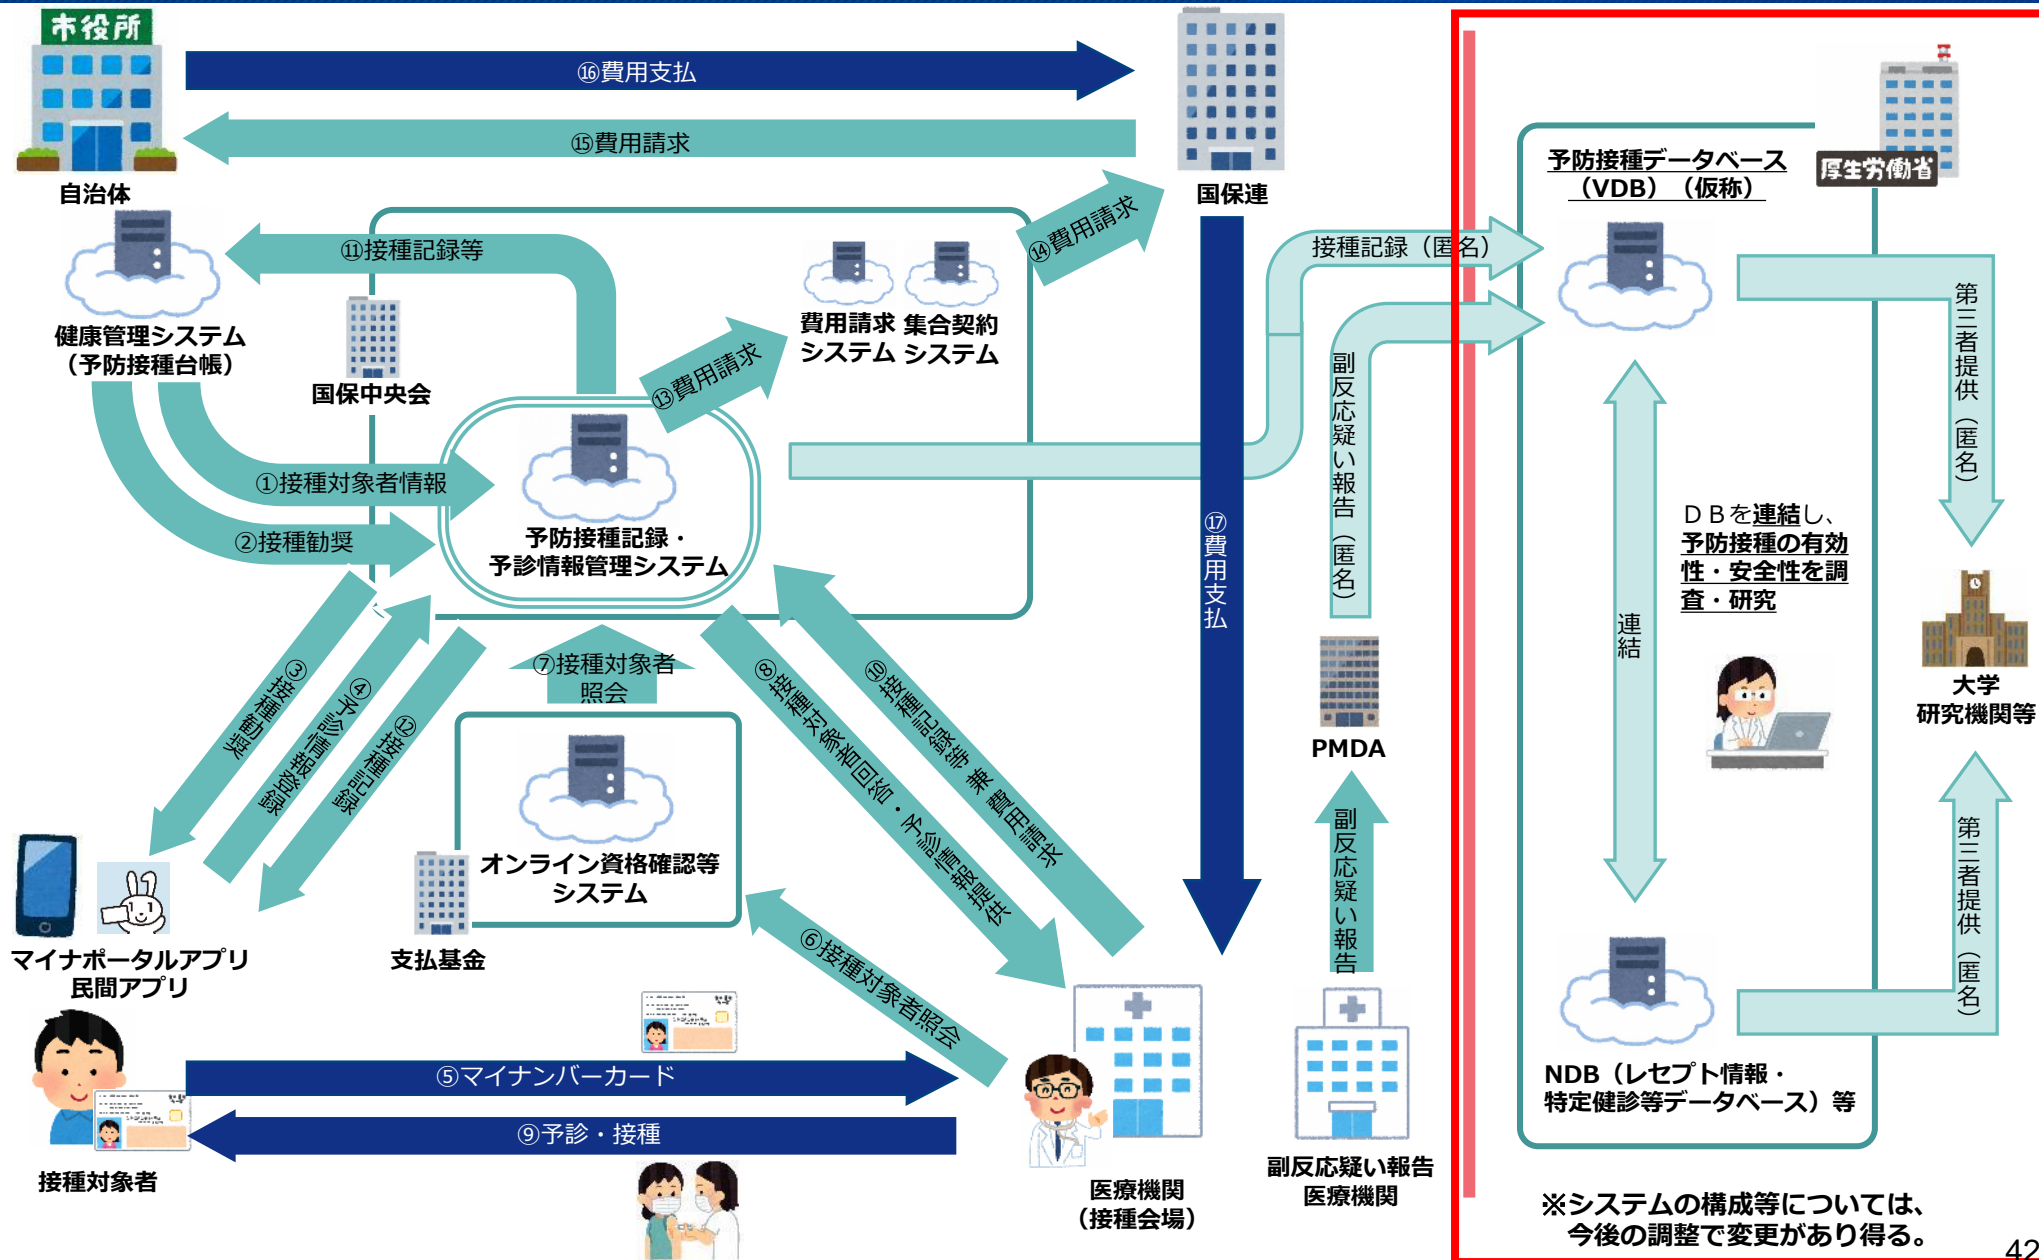 市役所
⑯費用支払
⑮費用請求
自治体
国保連
⑪接種記録等
⑭費用請求
健康管理システム
（予防接種台帳）
国保中央会
費用請求
システム
集合契約
システム
⑬費用請求
①接種対象者情報
②接種勧奨
予防接種記録・
予診情報管理システム
③接種勧奨
④予診情報登録
⑫接種記録
⑦接種対象者
照会
⑧接種対象者回答・予診情報提供
⑩接種記録等 兼 費用請求
⑰費用支払
オンライン資格確認等
システム
支払基金
⑥接種対象者照会
マイナポータルアプリ
民間アプリ
⑤マイナンバーカード
⑨予診・接種
接種対象者
医療機関
（接種会場）
接種記録（匿名）
副反応疑い報告（匿名）
PMDA
副反応疑い報告
副反応疑い報告
医療機関
予防接種データベース
（VDB）（仮称）
厚生労働省
第三者提供（匿名）
連結
ＤＢを連結し、
予防接種の有効
性・安全性を調
査・研究
大学
研究機関等
第三者提供（匿名）
NDB（レセプト情報・
特定健診等データベース）等
※システムの構成等については、
今後の調整で変更があり得る。
42